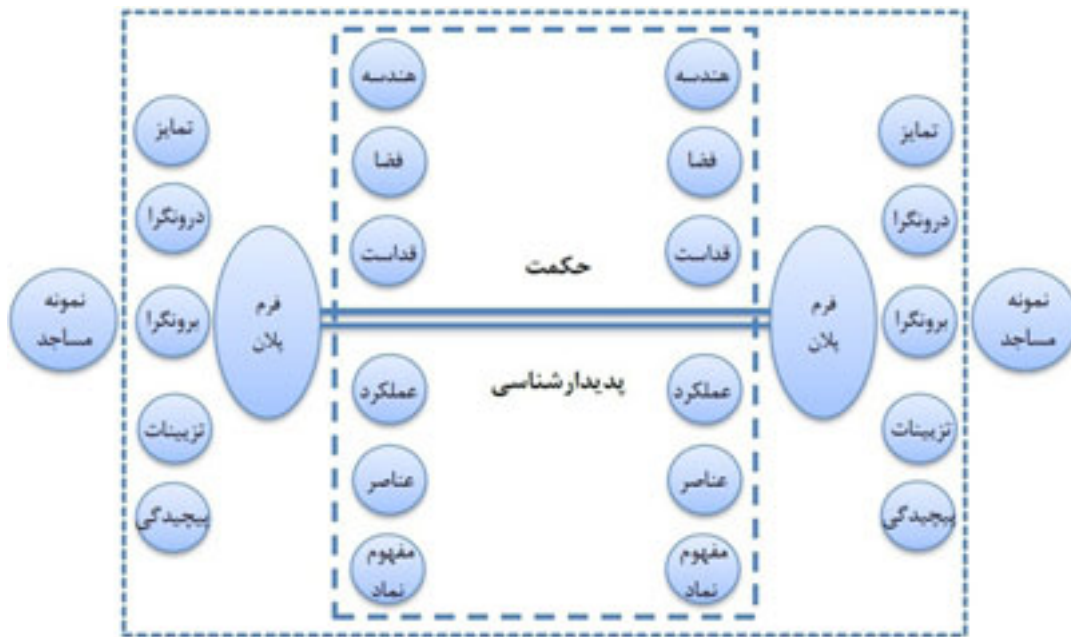 هندسه
هندسه
تمایز
تمایز
فضا
فضا
درونگرا
درونگرا
قداست
قداست
حکمت
نمونه
مساجد
برونگرا
فرم
پلان
فرم
پلان
برونگرا
نمونه
مساجد
پدیدارشناسی
عملکرد
عملکرد
تزیینات
تزیینات
عناصر
عناصر
پیچیدگی
پیچیدگی
مفهوم
نماد
مفهوم
نماد